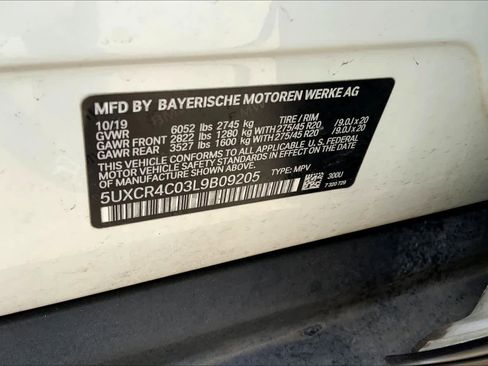 MFD BY BAYERISCHE MOTOREN WERKE AG
10/19 TIRE / RIM
GVWR 6052 lbs 2745 kg
GAWR FRONT 2822 lbs 1280 kg WITH 275/45 R20 /9.0J x 20
GAWR REAR 3527 lbs 1600 kg WITH 275/45 R20 /9.0J x 20
THIS VEHICLE CONFORMS TO ALL APPLICABLE U.S. FEDERAL
MOTOR VEHICLE SAFETY STANDARDS IN EFFECT ON THE DATE OF MANUFACTURE SHOWN ABOVE.
5UXCR4C03L9B09205 TYPE: MPV
300U
7 320 729